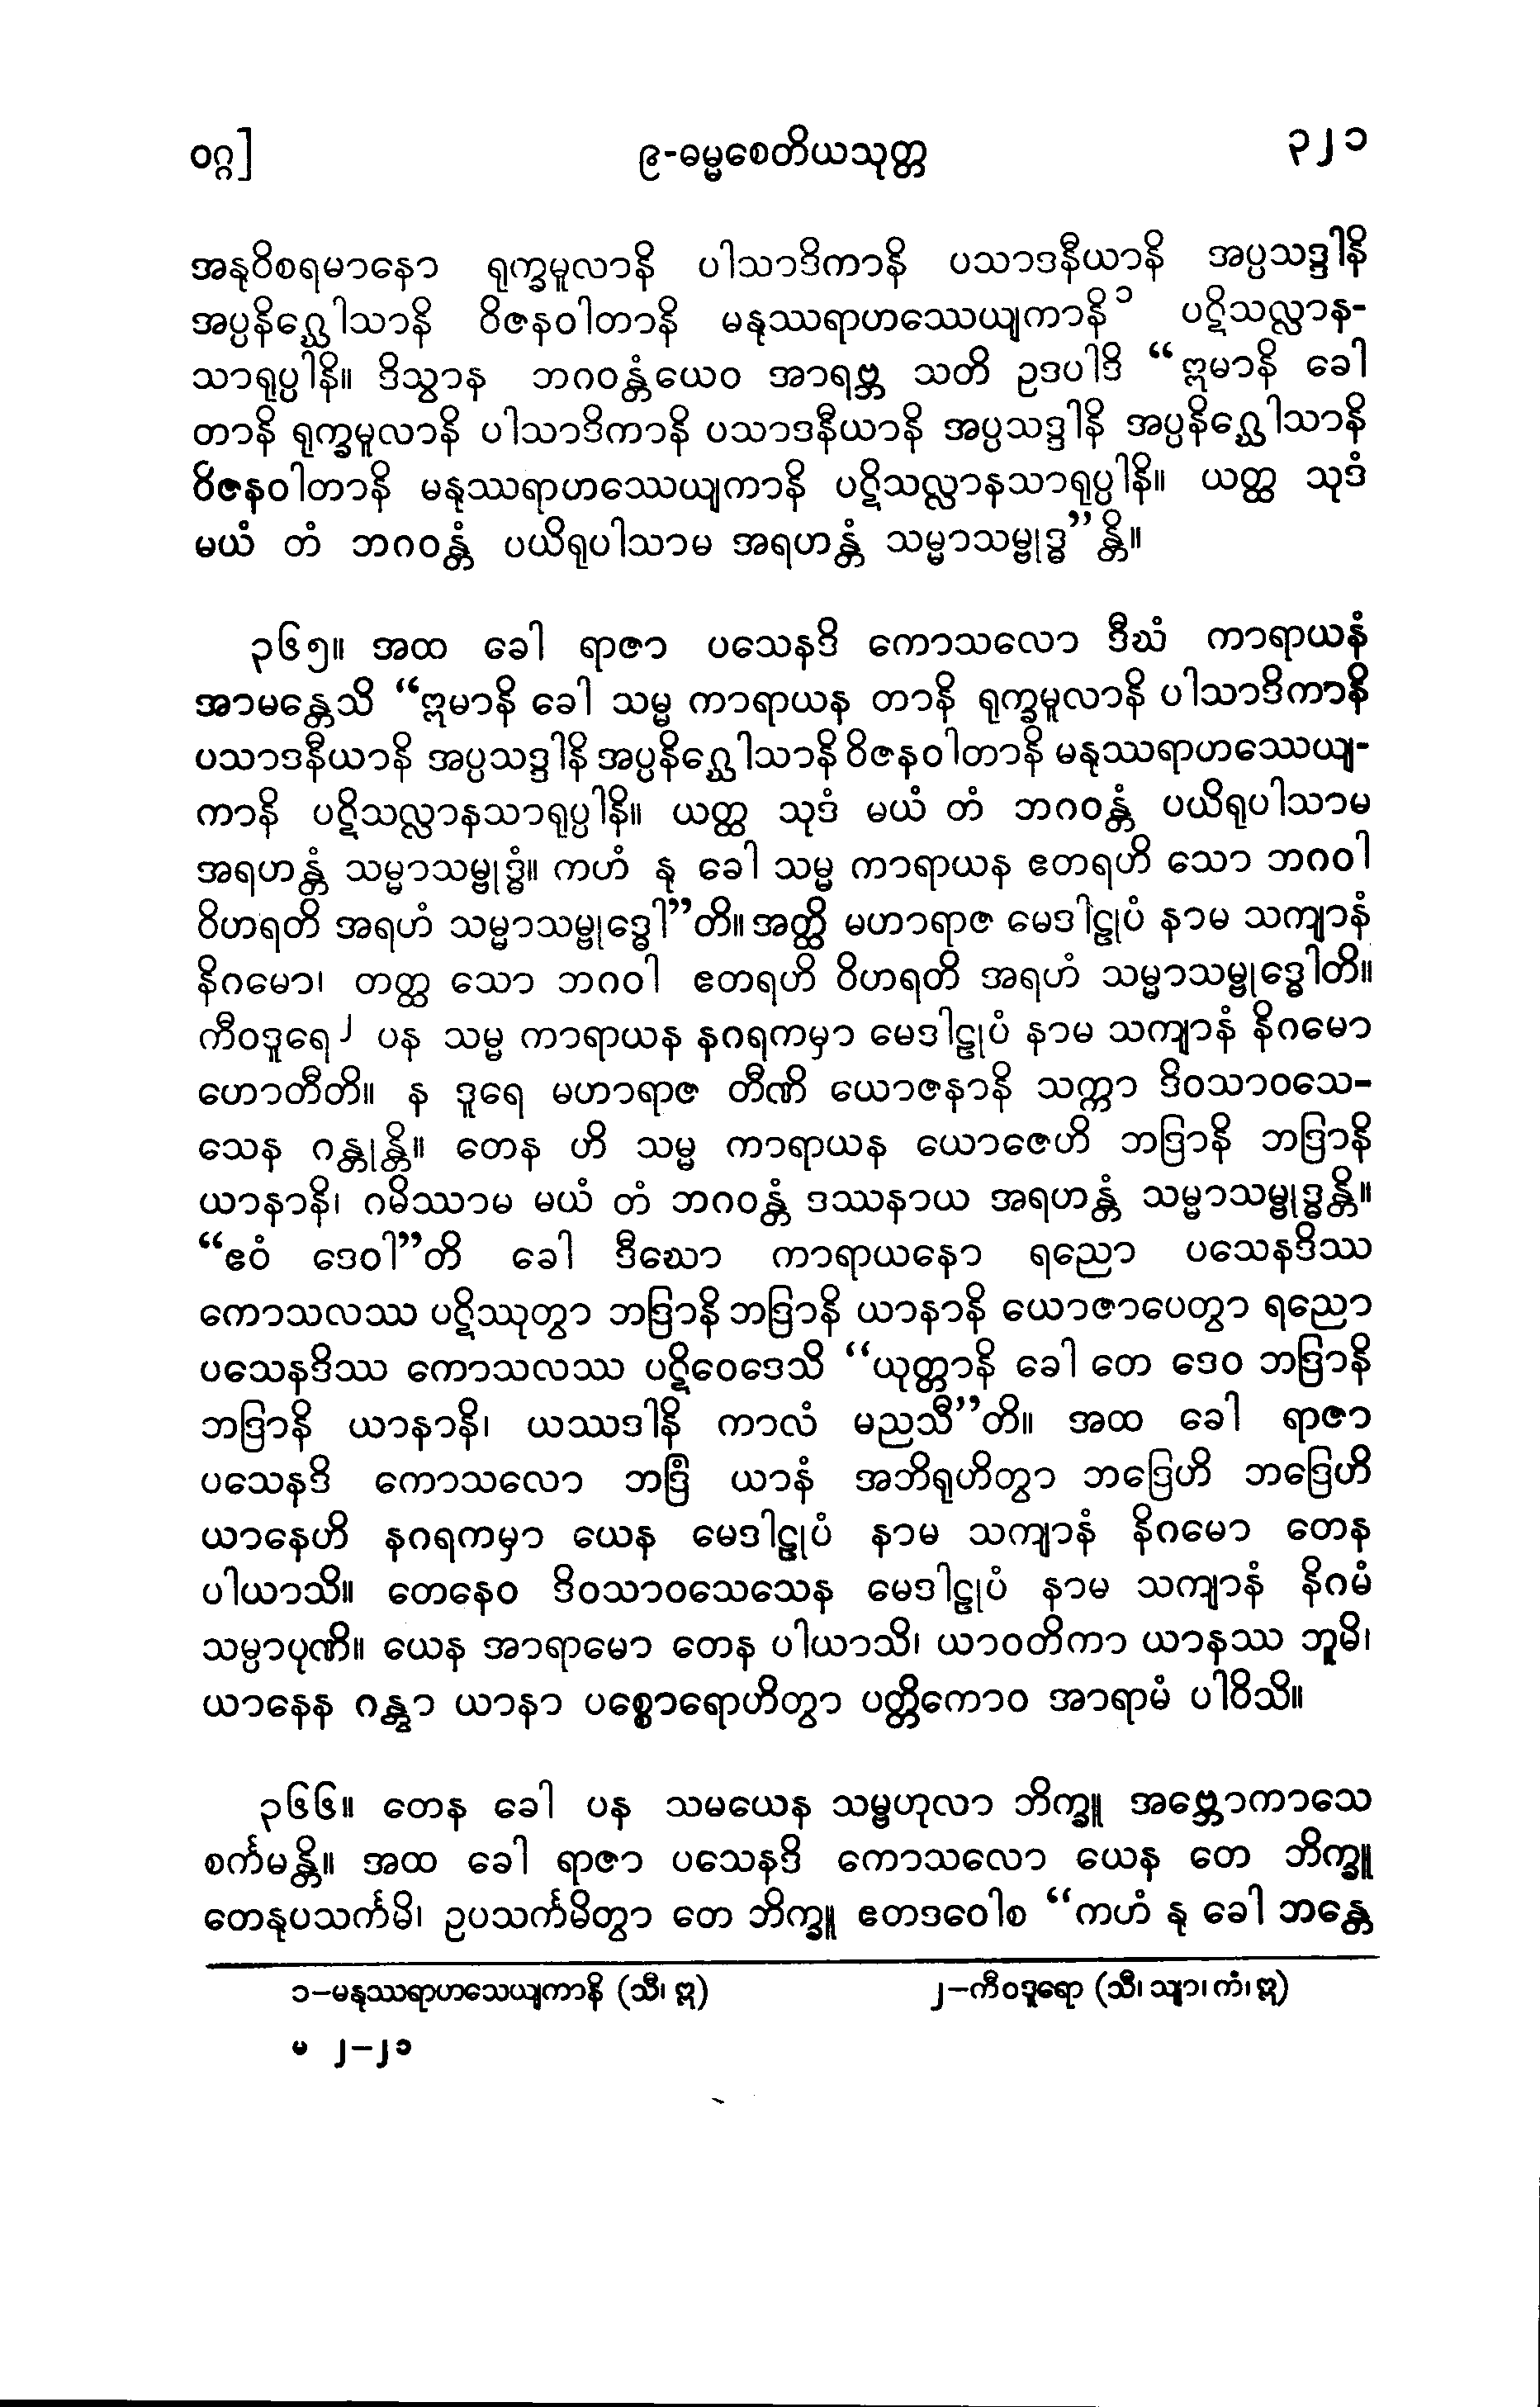 ဝဂ္ဂ]
၉-ဓမ္မစေတိယသုတ္တ
၃၂၁
အနုဝိစရမာနော ရုက္ခမူလာနိ ပါသာဒိကာနိ ပသာဒနီယာနိ အပ္ပသဒ္ဒါနိ
အပ္ပနိဂ္ဃေါသာနိ ဝိဇနဝါတာနိ မနုဿရာဟဿေယျကာနိ၁ ပဋိသလ္လာန-
သာရုပ္ပါနိ။ ဒိသွာန ဘဂဝန္တံယေဝ အာရဗ္ဘ သတိ ဥဒပါဒိ “ဣမာနိ ခေါ
တာနိ ရုက္ခမူလာနိ ပါသာဒိကာနိ ပသာဒနီယာနိ အပ္ပသဒ္ဒါနိ အပ္ပနိဂ္ဃေါသာနိ
ဝိဇနဝါတာနိ မနုဿရာဟဿေယျကာနိ ပဋိသလ္လာနသာရုပ္ပါနိ။ ယတ္ထ သုဒံ
မယံ တံ ဘဂဝန္တံ ပယိရုပါသာမ အရဟန္တံ သမ္မာသမ္ဗုဒ္ဓ”န္တိ။
၃၆၅။ အထ ခေါ ရာဇာ ပသေနဒိ ကောသလော ဒီဃံ ကာရာယနံ
အာမန္တေသိ “ဣမာနိ ခေါ သမ္မ ကာရာယန တာနိ ရုက္ခမူလာနိ ပါသာဒိကာနိ
ပသာဒနီယာနိ အပ္ပသဒ္ဒါနိ အပ္ပနိဂ္ဃေါသာနိ ဝိဇနဝါတာနိ မနုဿရာဟဿေယျ-
ကာနိ ပဋိသလ္လာနသာရုပ္ပါနိ။ ယတ္ထ သုဒံ မယံ တံ ဘဂဝန္တံ ပယိရုပါသာမ
အရဟန္တံ သမ္မာသမ္ဗုဒ္ဓံ။ ကဟံ နု ခေါ သမ္မ ကာရာယန ဧတရဟိ သော ဘဂဝါ
ဝိဟရတိ အရဟံ သမ္မာသမ္ဗုဒ္ဓေါ”တိ။ အတ္ထိ မဟာရာဇ မေဒါဠုပံ နာမ သကျာနံ
နိဂမော၊ တတ္ထ သော ဘဂဝါ ဧတရဟိ ဝိဟရတိ အရဟံ သမ္မာသမ္ဗုဒ္ဓေါတိ။
ကီဝဒူရေ၂ ပန သမ္မ ကာရာယန နဂရကမှာ မေဒါဠုပံ နာမ သကျာနံ နိဂမော
ဟောတီတိ။ န ဒူရေ မဟာရာဇ တီဏိ ယောဇနာနိ သက္ကာ ဒိဝသာဝသေ-
သေန ဂန္တုန္တိ။ တေန ဟိ သမ္မ ကာရာယန ယောဇေဟိ ဘဒြာနိ ဘဒြာနိ
ယာနာနိ၊ ဂမိဿာမ မယံ တံ ဘဂဝန္တံ ဒဿနာယ အရဟန္တံ သမ္မာသမ္ဗုဒ္ဓန္တိ။
“ဧဝံ ဒေဝါ”တိ ခေါ ဒီဃော ကာရာယနော ရညော ပသေနဒိဿ
ကောသလဿ ပဋိဿုတွာ ဘဒြာနိ ဘဒြာနိ ယာနာနိ ယောဇာပေတွာ ရညော
ပသေနဒိဿ ကောသလဿ ပဋိဝေဒေသိ “ယုတ္တာနိ ခေါ တေ ဒေဝ ဘဒြာနိ
ဘဒြာနိ ယာနာနိ၊ ယဿဒါနိ ကာလံ မညသီ”တိ။ အထ ခေါ ရာဇာ
ပသေနဒိ ကောသလော ဘဒြံ ယာနံ အဘိရုဟိတွာ ဘဒြေဟိ ဘဒြေဟိ
ယာနေဟိ နဂရကမှာ ယေန မေဒါဠုပံ နာမ သကျာနံ နိဂမော တေန
ပါယာသိ။ တေနေဝ ဒိဝသာဝသေသေန မေဒါဠုပံ နာမ သကျာနံ နိဂမံ
သမ္ပာပုဏိ။ ယေန အာရာမော တေန ပါယာသိ၊ ယာဝတိကာ ယာနဿ ဘူမိ၊
ယာနေန ဂန္တွာ ယာနာ ပစ္စောရောဟိတွာ ပတ္တိကောဝ အာရာမံ ပါဝိသိ။
၃၆၆။ တေန ခေါ ပန သမယေန သမ္ဗဟုလာ ဘိက္ခူ အဗ္ဘောကာသေ
စင်္ကမန္တိ။ အထ ခေါ ရာဇာ ပသေနဒိ ကောသလော ယေန တေ ဘိက္ခူ
တေနုပသင်္ကမိ၊ ဥပသင်္ကမိတွာ တေ ဘိက္ခူ ဧတဒဝေါစ “ကဟံ နု ခေါ ဘန္တေ
၁–မနုဿရာဟသေယျကာနိ (သီ၊ ဣ)
၂–ကီဝဒူရော (သီ၊ သျာ၊ ကံ၊ ဣ)
မ ၂–၂၁